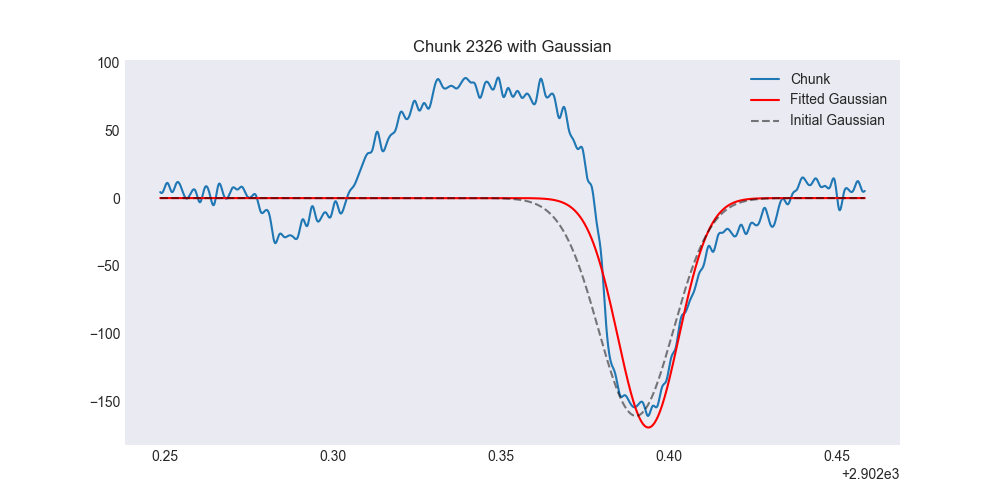 Chunk 2326 with Gaussian
100
50
0
−50
−100
−150
Chunk
Fitted Gaussian
Initial Gaussian
0.25 0.30 0.35 0.40 0.45
+2.902e3